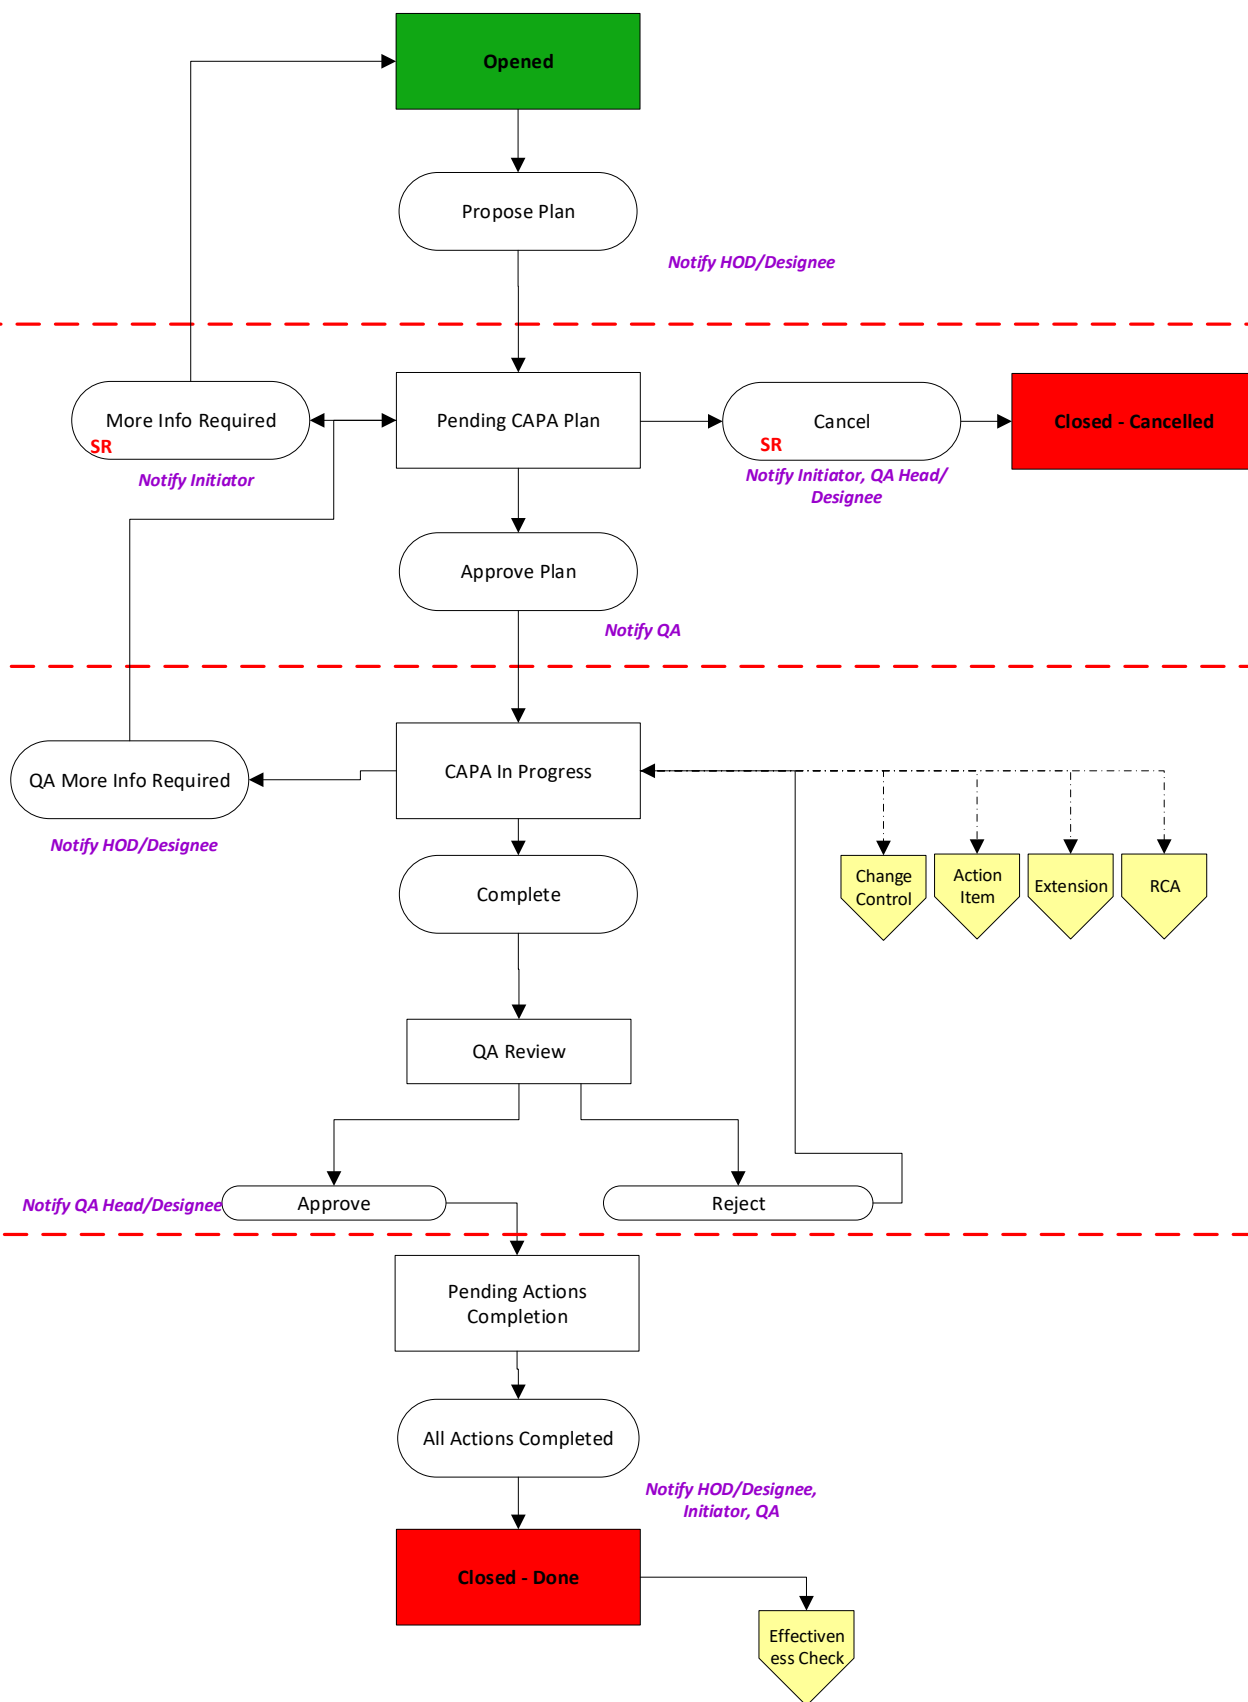 Opened
Propose Plan
Notify HOD/Designee
More Info Required
SR
Notify Initiator
Pending CAPA Plan
Cancel
SR
Notify Initiator, QA Head/
Designee
Closed - Cancelled
Approve Plan
Notify QA
QA More Info Required
Notify HOD/Designee
CAPA In Progress
Change
Control
Action
Item
Extension
RCA
Complete
QA Review
Notify QA Head/Designee
Approve
Reject
Pending Actions
Completion
All Actions Completed
Notify HOD/Designee,
Initiator, QA
Closed - Done
Effectiven
ess Check